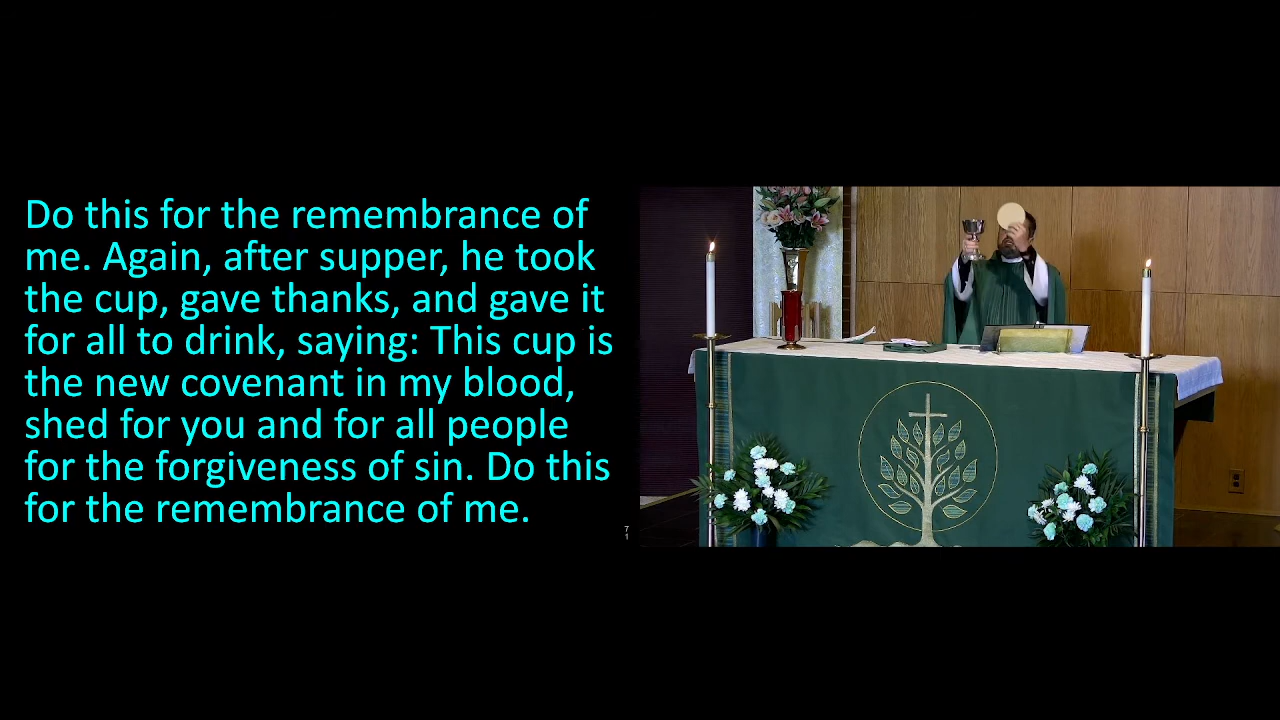 Do this for the remembrance of
me. Again, after supper, he took
the cup, gave thanks, and gave it
for all to drink, saying: This cup is
the new covenant in my blood,
shed for you and for all people
for the forgiveness of sin. Do this
for the remembrance of me.
7
1